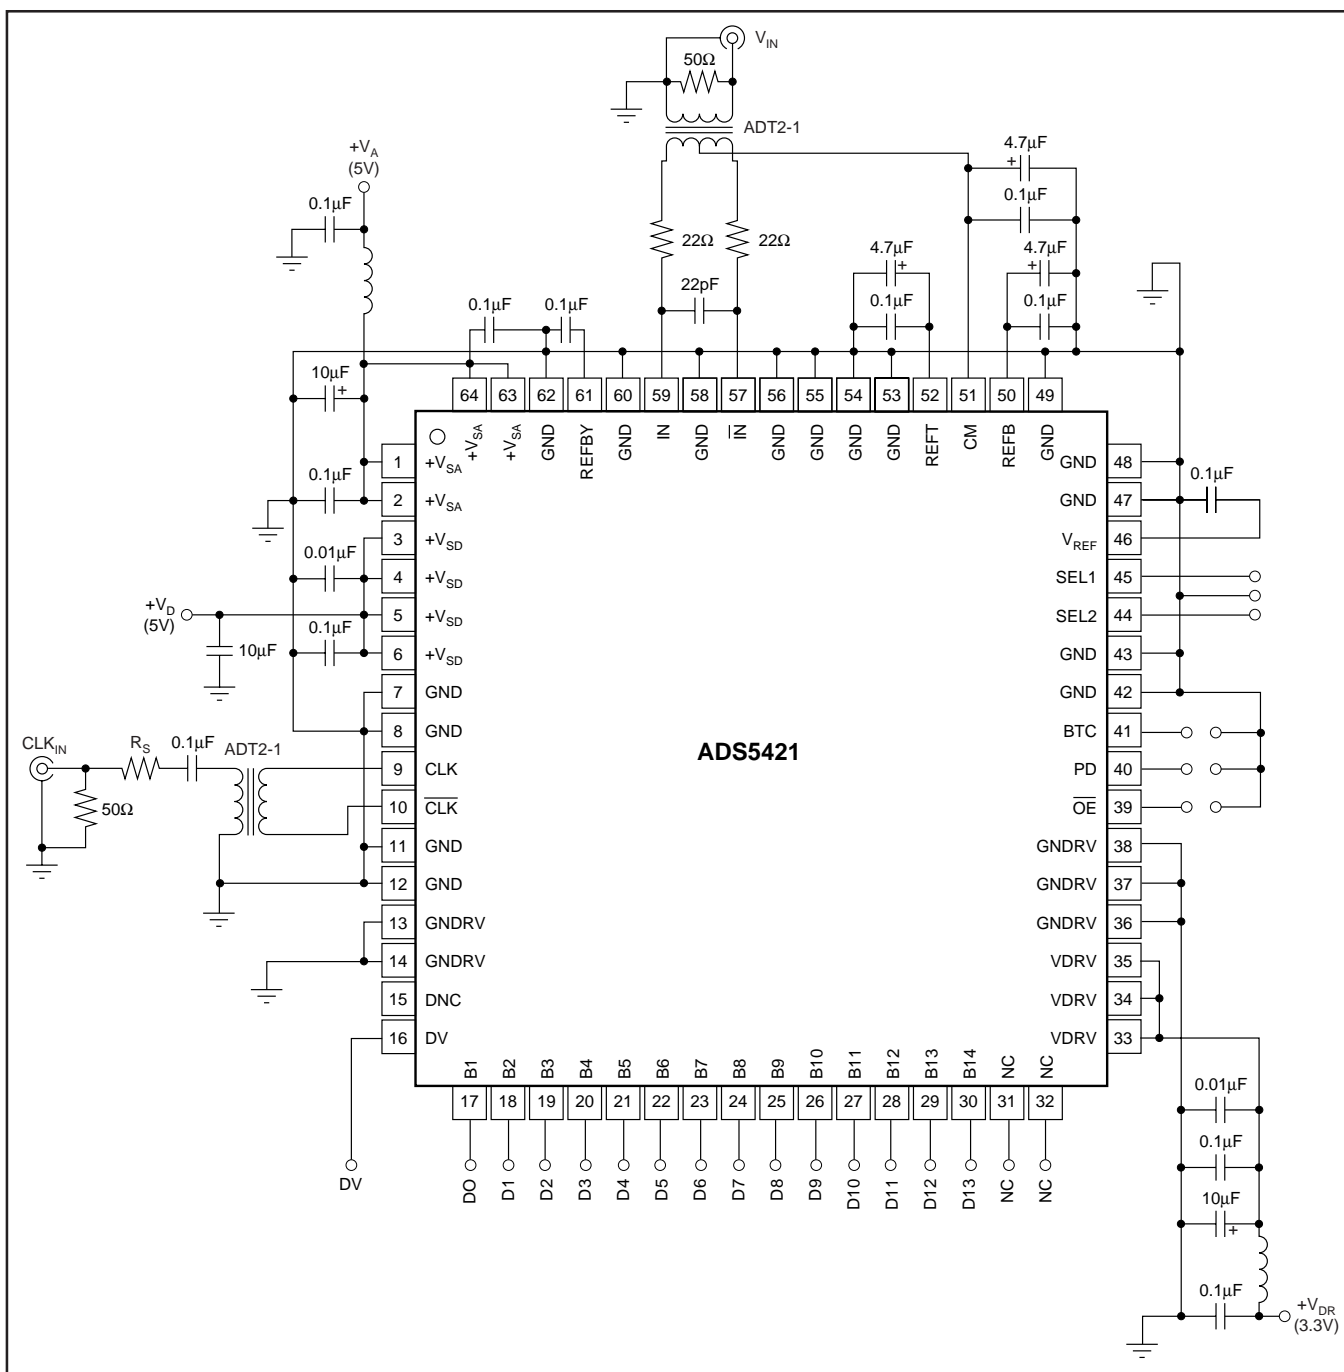 V_IN
50Ω
ADT2-1
+V_A
(5V)
0.1µF
4.7µF
+
0.1µF
22Ω
22Ω
4.7µF
+
4.7µF
+
22pF
0.1µF
0.1µF
0.1µF
0.1µF
10µF
+
64
63
62
61
60
59
58
57
56
55
54
53
52
51
50
49
+V_SA
+V_SA
GND
REFBY
GND
IN
GND
I̅N̅
GND
GND
GND
GND
REFT
CM
REFB
GND
1 +V_SA
0.1µF
2 +V_SA
3 +V_SD
0.01µF
4 +V_SD
+V_D
(5V)
5 +V_SD
10µF
0.1µF
6 +V_SD
7 GND
8 GND
CLK_IN
R_S
0.1µF
ADT2-1
9 CLK
50Ω
10 C̅L̅K̅
11 GND
12 GND
13 GNDRV
14 GNDRV
15 DNC
16 DV
ADS5421
GND 48
0.1µF
GND 47
V_REF 46
SEL1 45
SEL2 44
GND 43
GND 42
BTC 41
PD 40
O̅E̅ 39
GNDRV 38
GNDRV 37
GNDRV 36
VDRV 35
VDRV 34
VDRV 33
B1
B2
B3
B4
B5
B6
B7
B8
B9
B10
B11
B12
B13
B14
NC
NC
17
18
19
20
21
22
23
24
25
26
27
28
29
30
31
32
DV
DO
D1
D2
D3
D4
D5
D6
D7
D8
D9
D10
D11
D12
D13
NC
NC
0.01µF
0.1µF
10µF
+
0.1µF
+V_DR
(3.3V)